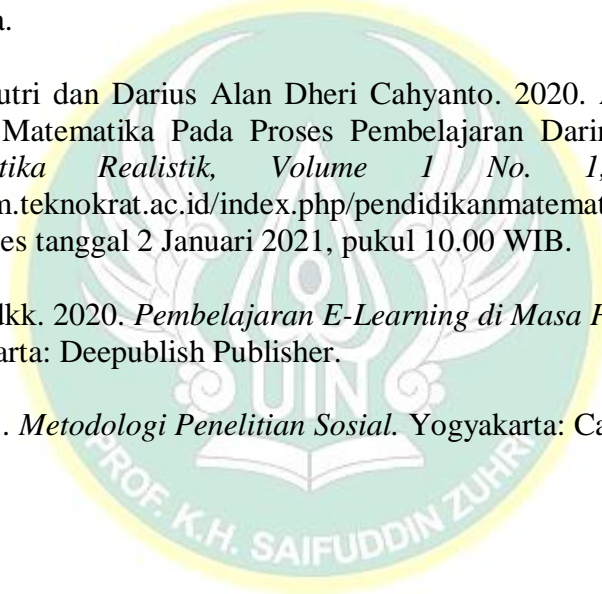 a.
utri dan Darius Alan Dheri Cahyanto. 2020. A
Matematika Pada Proses Pembelajaran Darin
tika Realistik, Volume 1 No. 1,
m.teknokrat.ac.id/index.php/pendidikanmatemat
es tanggal 2 Januari 2021, pukul 10.00 WIB.
dkk. 2020. Pembelajaran E-Learning di Masa P
arta: Deepublish Publisher.
. Metodologi Penelitian Sosial. Yogyakarta: Ca
UIN
PROF. K.H. SAIFUDDIN ZUHRI